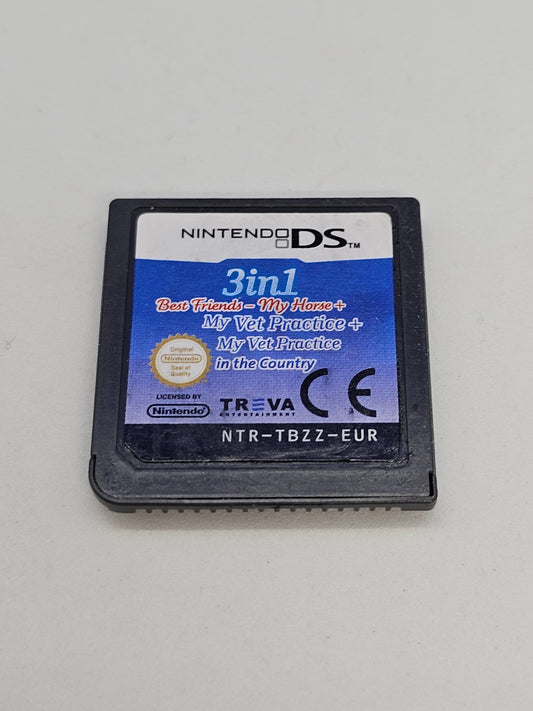 NINTENDO DS TM
3in1
Best Friends – My Horse +
My Vet Practice +
My Vet Practice
in the Country
Original
Nintendo
Seal of
Quality
LICENSED BY
Nintendo
TREVA
ENTERTAINMENT
CE
NTR-TBZZ-EUR